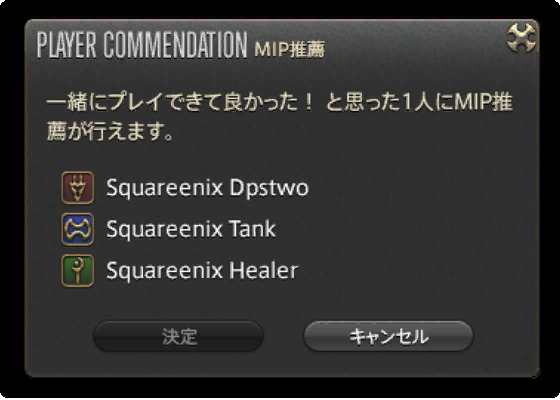 PLAYER COMMENDATION MIP推薦
一緒にプレイできて良かった！ と思った1人にMIP推
薦が行えます。
Squareenix Dpstwo
Squareenix Tank
Squareenix Healer
決定 キャンセル